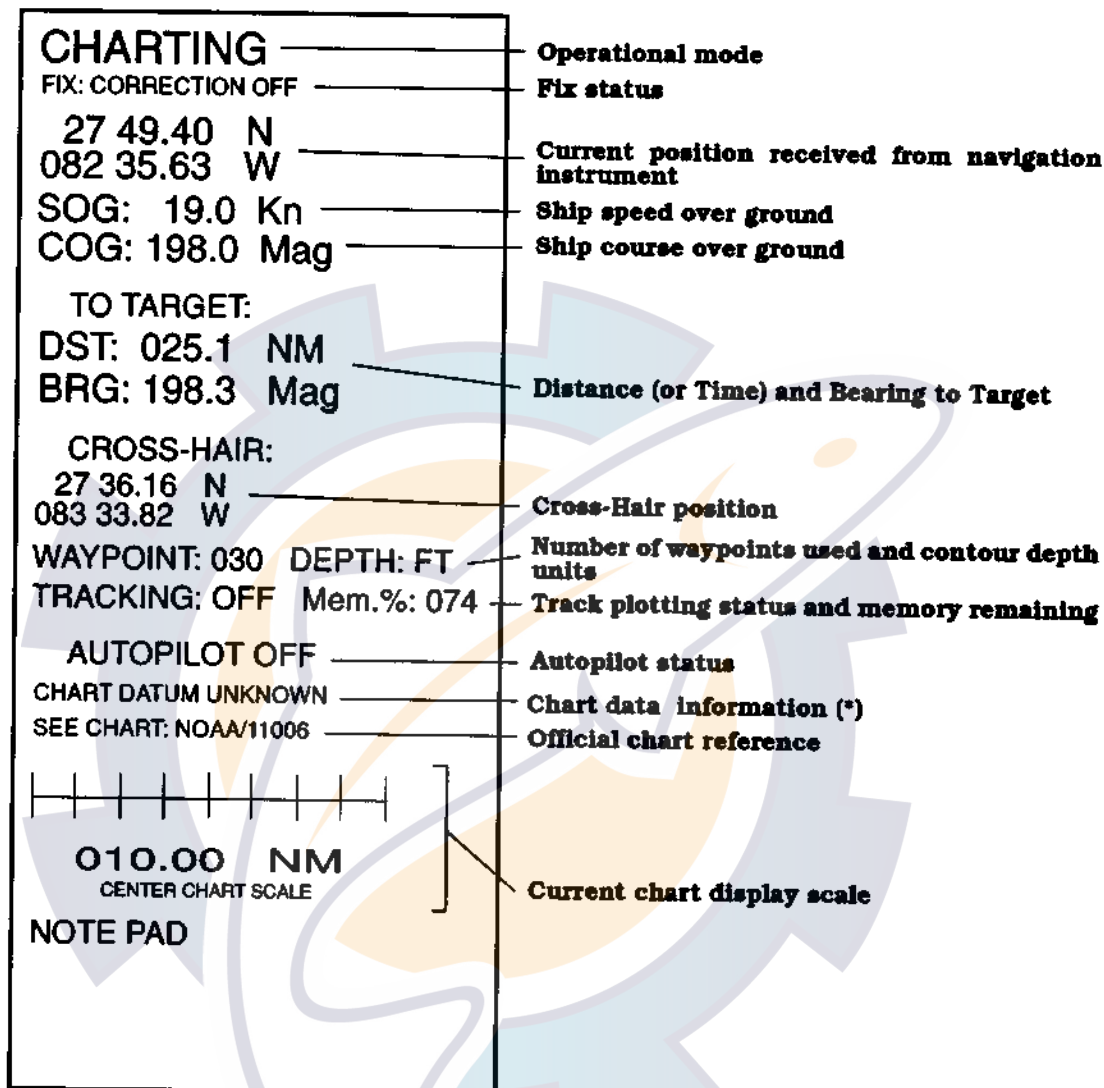 CHARTING
Operational mode
FIX: CORRECTION OFF
Fix status
27 49.40 N
082 35.63 W
Current position received from navigation
instrument
SOG: 19.0 Kn
Ship speed over ground
COG: 198.0 Mag
Ship course over ground
TO TARGET:
DST: 025.1 NM
BRG: 198.3 Mag
Distance (or Time) and Bearing to Target
CROSS-HAIR:
27 36.16 N
083 33.82 W
Cross-Hair position
WAYPOINT: 030 DEPTH: FT
Number of waypoints used and contour depth
units
TRACKING: OFF Mem.%: 074
Track plotting status and memory remaining
AUTOPILOT OFF
Autopilot status
CHART DATUM UNKNOWN
Chart data information (*)
SEE CHART: NOAA/11006
Official chart reference
010.00 NM
CENTER CHART SCALE
Current chart display scale
NOTE PAD